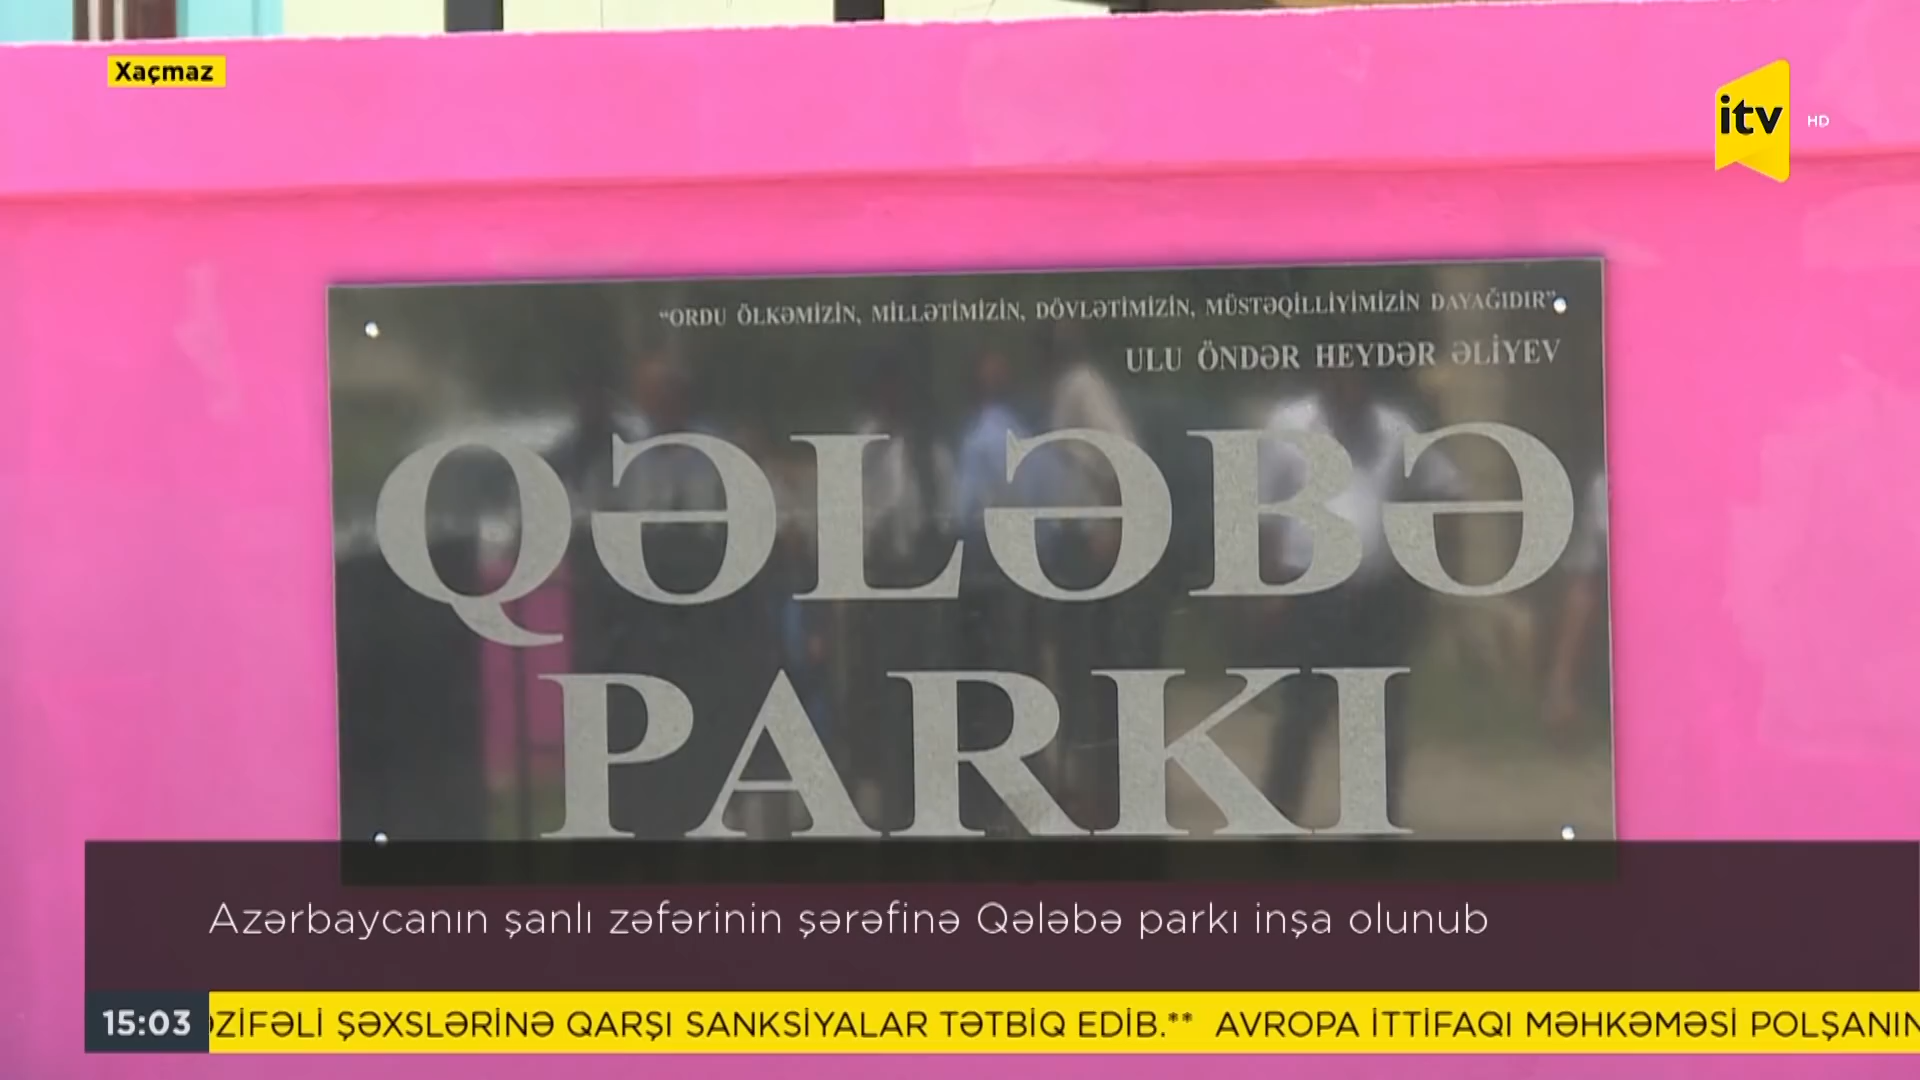 Xaçmaz
itv HD
“ORDU ÖLKƏMİZİN, MİLLƏTİMİZİN, DÖVLƏTİMİZİN, MÜSTƏQİLLİYİMİZİN DAYAĞIDIR”
ULU ÖNDƏR HEYDƏR ƏLİYEV
QƏLƏBƏ
PARKI
Azərbaycanın şanlı zəfərinin şərəfinə Qələbə parkı inşa olunub
15:03 ŞƏXSLƏRİNƏ QARŞI SANKSİYALAR TƏTBİQ EDİB.** AVROPA İTTİFAQI MƏHKƏMƏSİ POLŞANIN